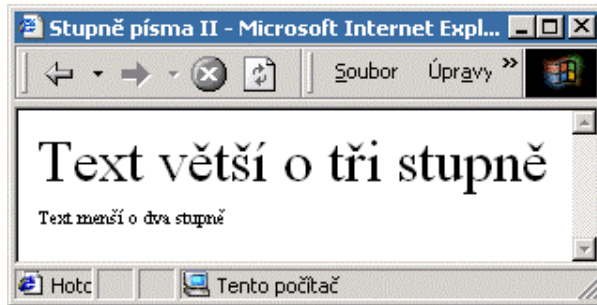 Stupně písma II - Microsoft Internet Expl...
Soubor Úpravy »
Text větší o tři stupně
Text menší o dva stupně
Hotc Tento počítač